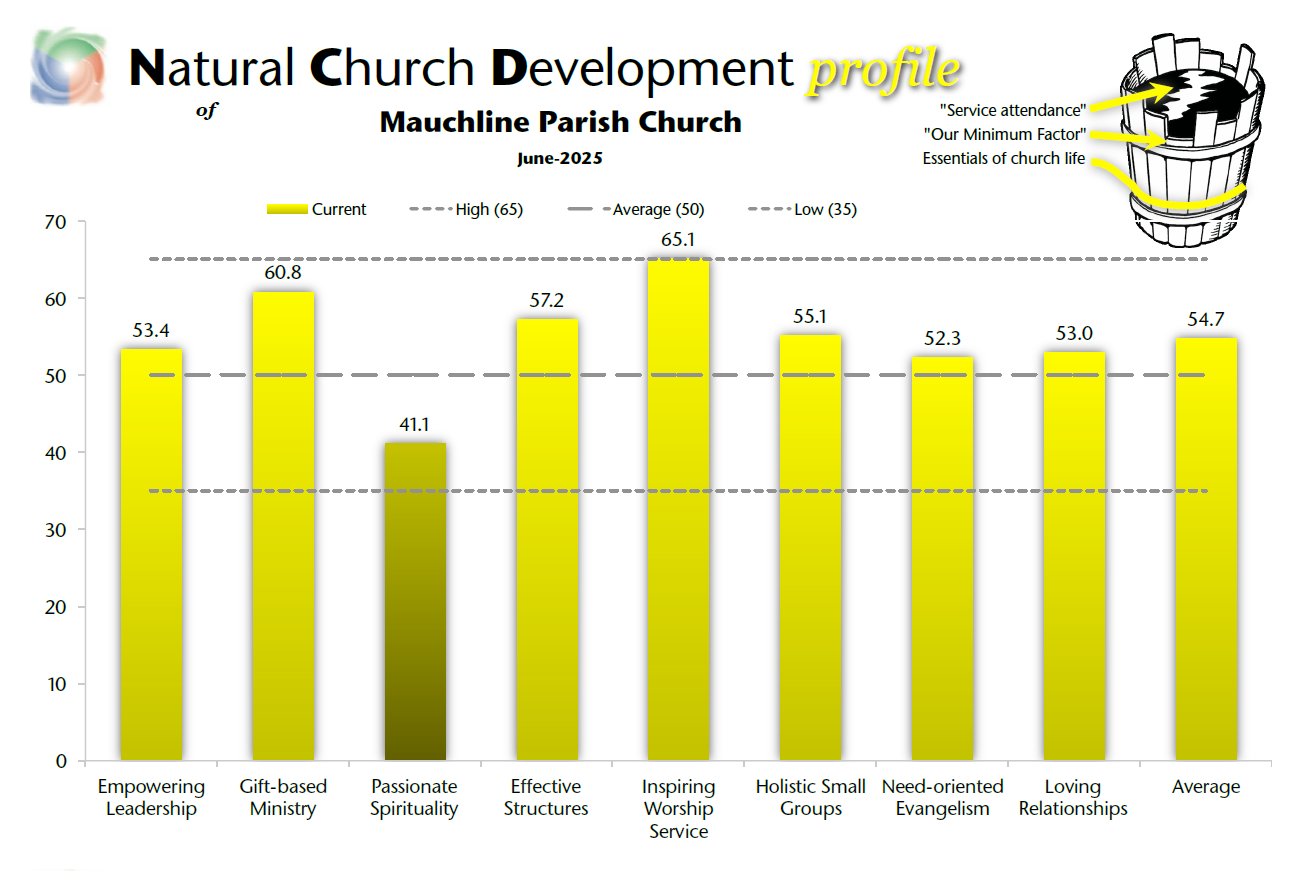 Natural Church Development profile
of
Mauchline Parish Church
June-2025
"Service attendance"
"Our Minimum Factor"
Essentials of church life
Current High (65) Average (50) Low (35)
70
60
50
40
30
20
10
0
53.4
60.8
41.1
57.2
65.1
55.1
52.3
53.0
54.7
Empowering
Leadership
Gift-based
Ministry
Passionate
Spirituality
Effective
Structures
Inspiring
Worship
Service
Holistic Small
Groups
Need-oriented
Evangelism
Loving
Relationships
Average